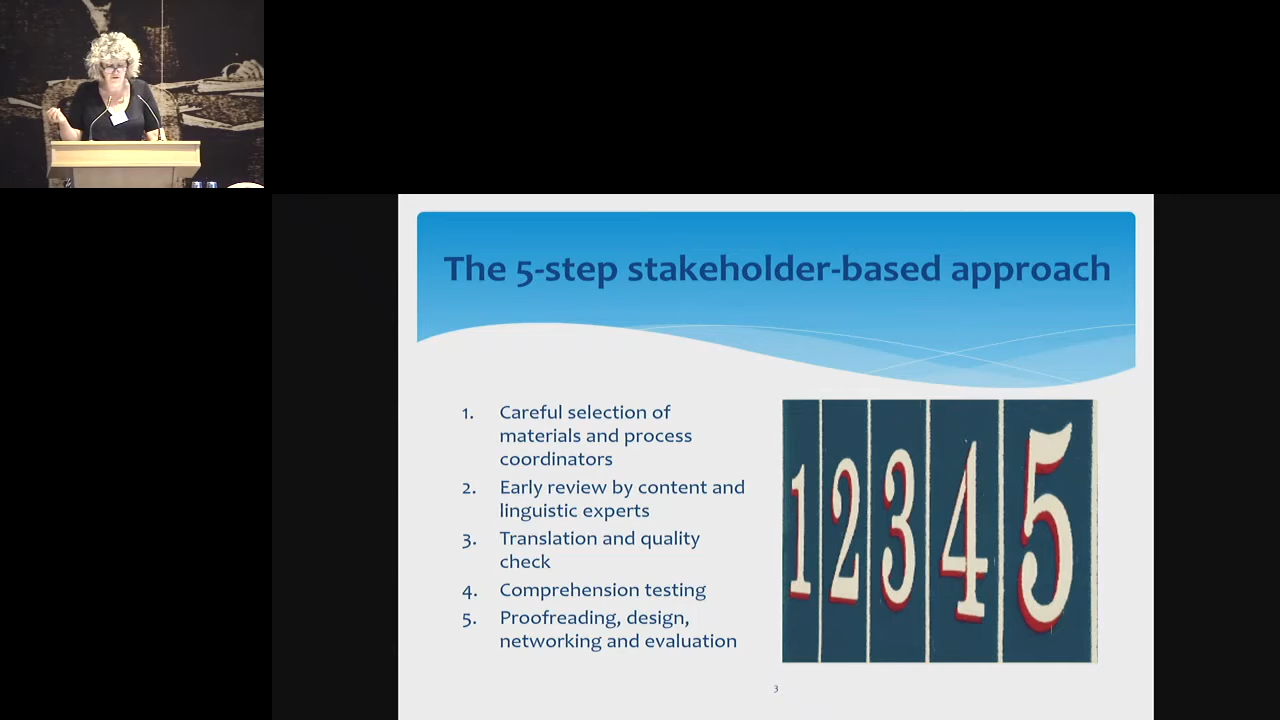 The 5-step stakeholder-based approach
1. Careful selection of
materials and process
coordinators
2. Early review by content and
linguistic experts
3. Translation and quality
check
4. Comprehension testing
5. Proofreading, design,
networking and evaluation
1 2 3 4 5
3